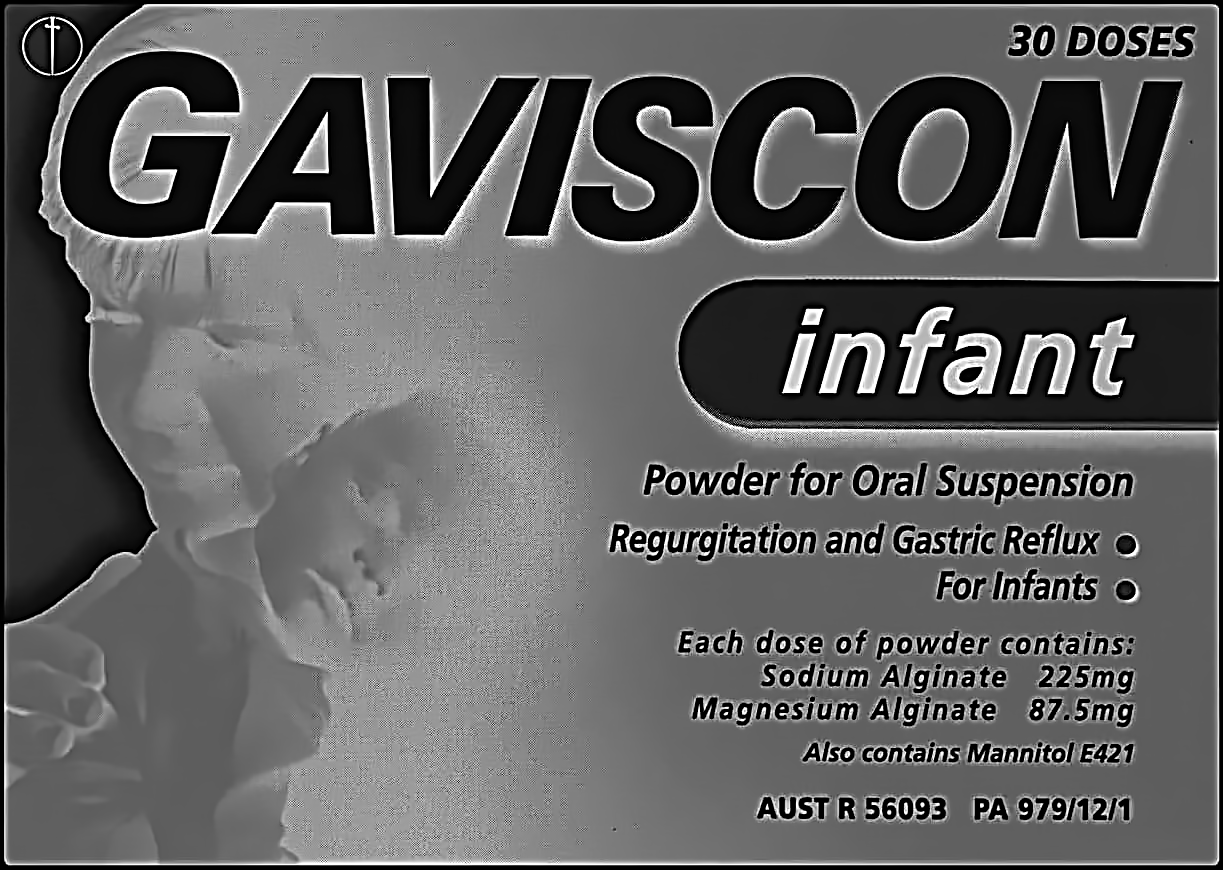 30 DOSES
GAVISCON
infant
Powder for Oral Suspension
Regurgitation and Gastric Reflux ●
For Infants ●
Each dose of powder contains:
Sodium Alginate 225mg
Magnesium Alginate 87.5mg
Also contains Mannitol E421
AUST R 56093 PA 979/12/1